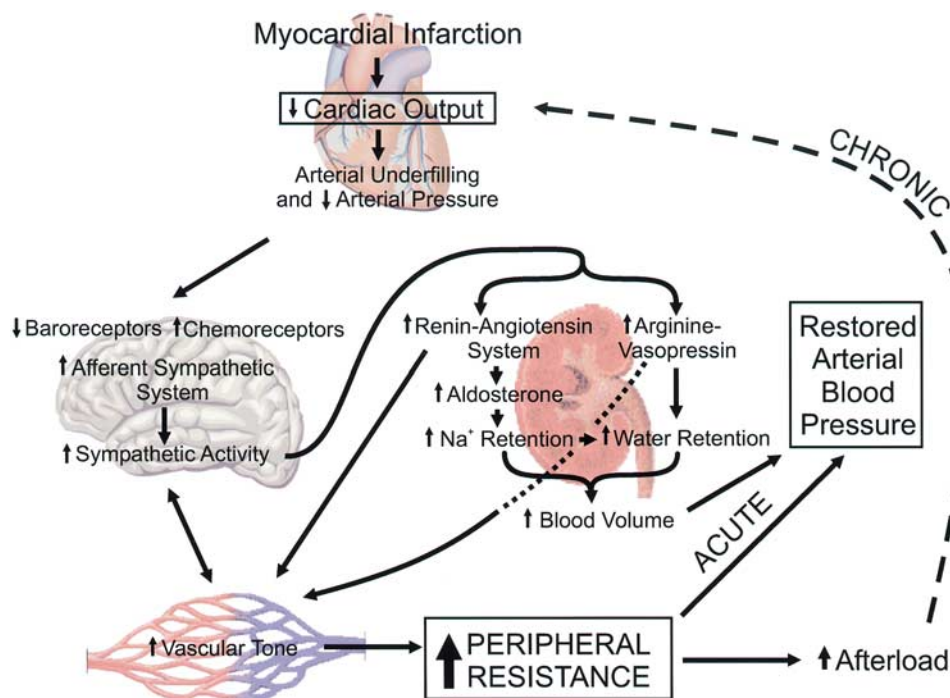 Myocardial Infarction
↓ Cardiac Output
Arterial Underfilling
and ↓ Arterial Pressure
CHRONIC
↓ Baroreceptors ↑ Chemoreceptors
↑ Afferent Sympathetic
System
↑ Sympathetic Activity
↑ Renin-Angiotensin
System
↑ Aldosterone
↑ Na⁺ Retention
↑ Arginine-
Vasopressin
↑ Water Retention
↑ Blood Volume
Restored
Arterial
Blood
Pressure
ACUTE
↑ Vascular Tone
↑ PERIPHERAL
RESISTANCE
↑ Afterload